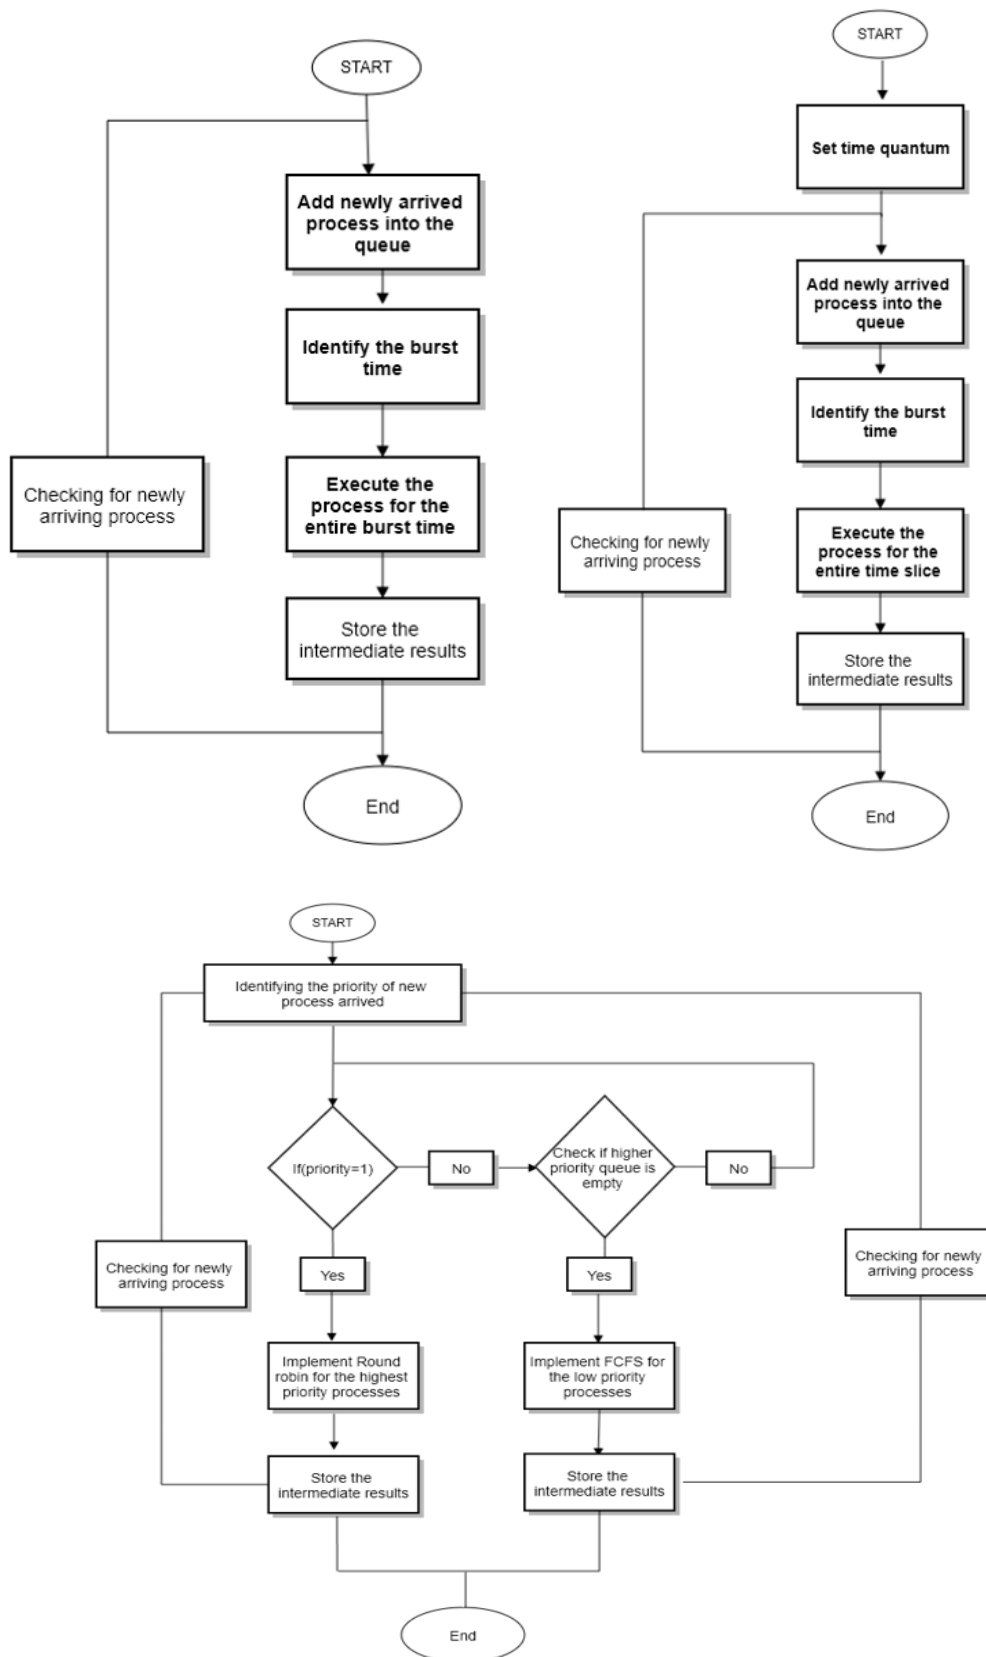 START
Add newly arrived
process into the
queue
Identify the burst
time
Checking for newly
arriving process
Execute the
process for the
entire burst time
Store the
intermediate results
End
START
Set time quantum
Add newly arrived
process into the
queue
Identify the burst
time
Checking for newly
arriving process
Execute the
process for the
entire time slice
Store the
intermediate results
End
START
Identifying the priority of new
process arrived
If(priority=1)
No
Check if higher
priority queue is
empty
No
Checking for newly
arriving process
Yes
Yes
Checking for newly
arriving process
Implement Round
robin for the highest
priority processes
Implement FCFS for
the low priority
processes
Store the
intermediate results
Store the
intermediate results
End